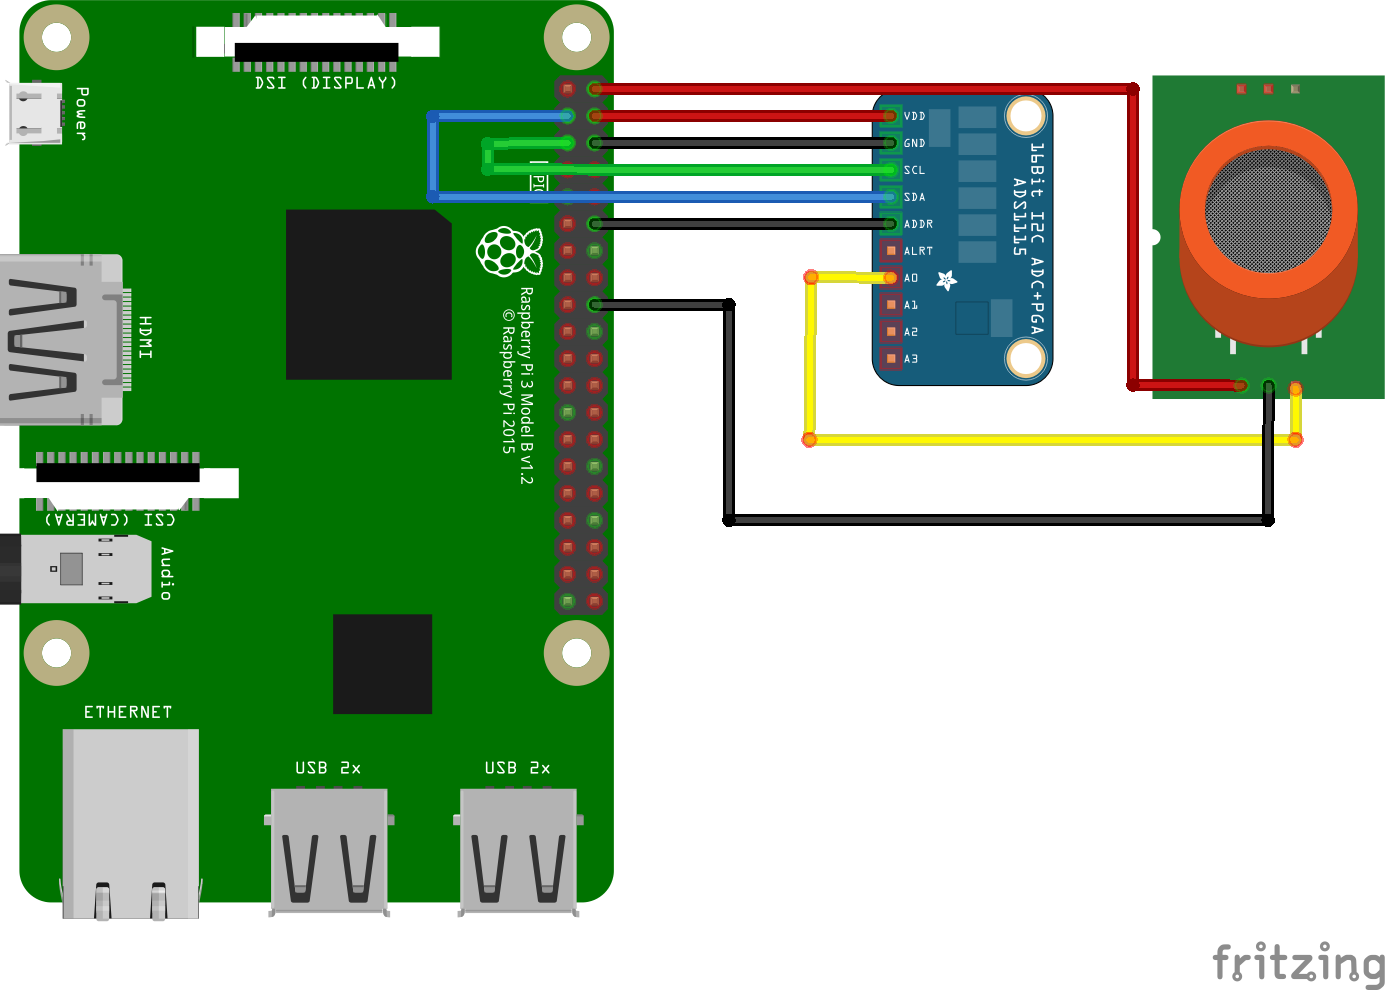 DSI (DISPLAY)
Power
HDMI
Raspberry Pi 3 Model B v1.2
© Raspberry Pi 2015
CSI (CAMERA)
Audio
ETHERNET
USB 2x
USB 2x
VDD
GND
SCL
SDA
ADDR
ALRT
A0
A1
A2
A3
16Bit I2C ADC+PGA
ADS1115
fritzing